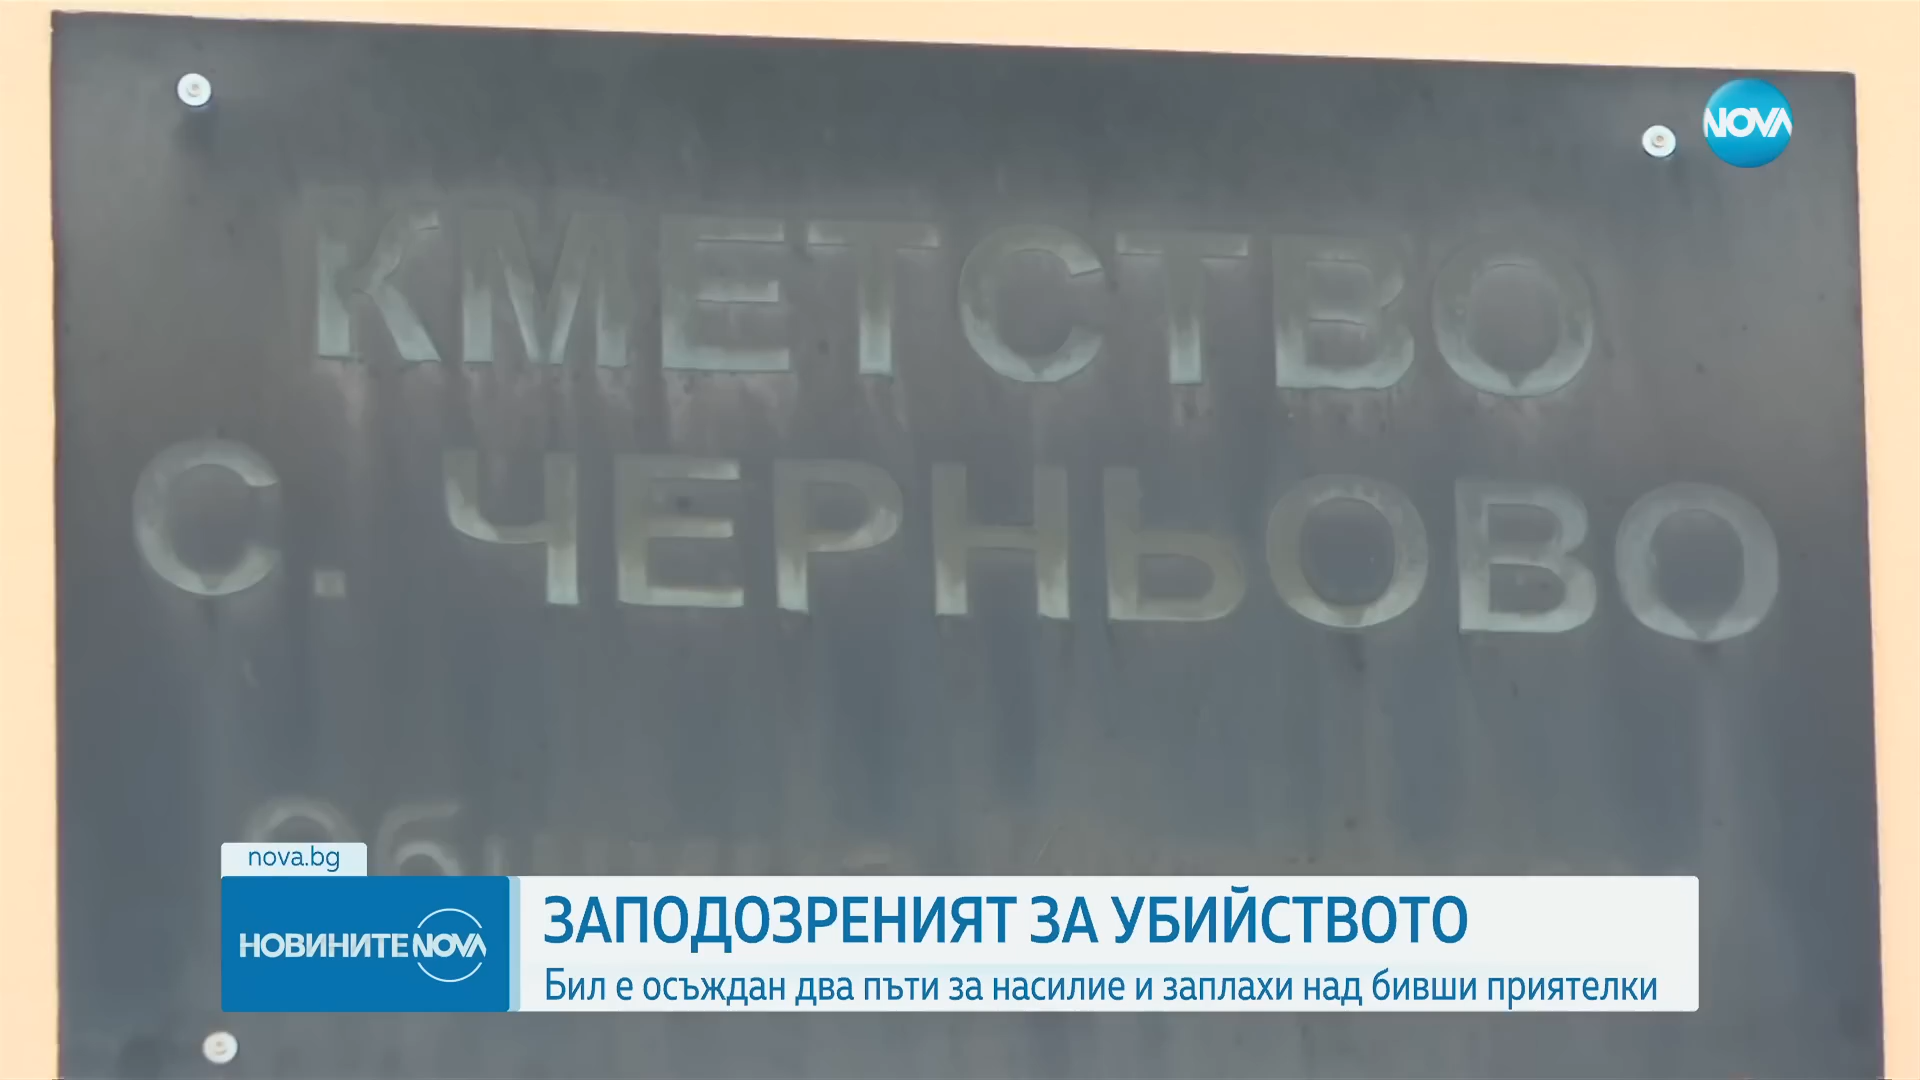 NOVA
КМЕТСТВО
С. ЧЕРНЬОВО
nova.bg
НОВИНИТЕ NOVA
ЗАПОДОЗРЕНИЯТ ЗА УБИЙСТВОТО
Бил е осъждан два пъти за насилие и заплахи над бивши приятелки